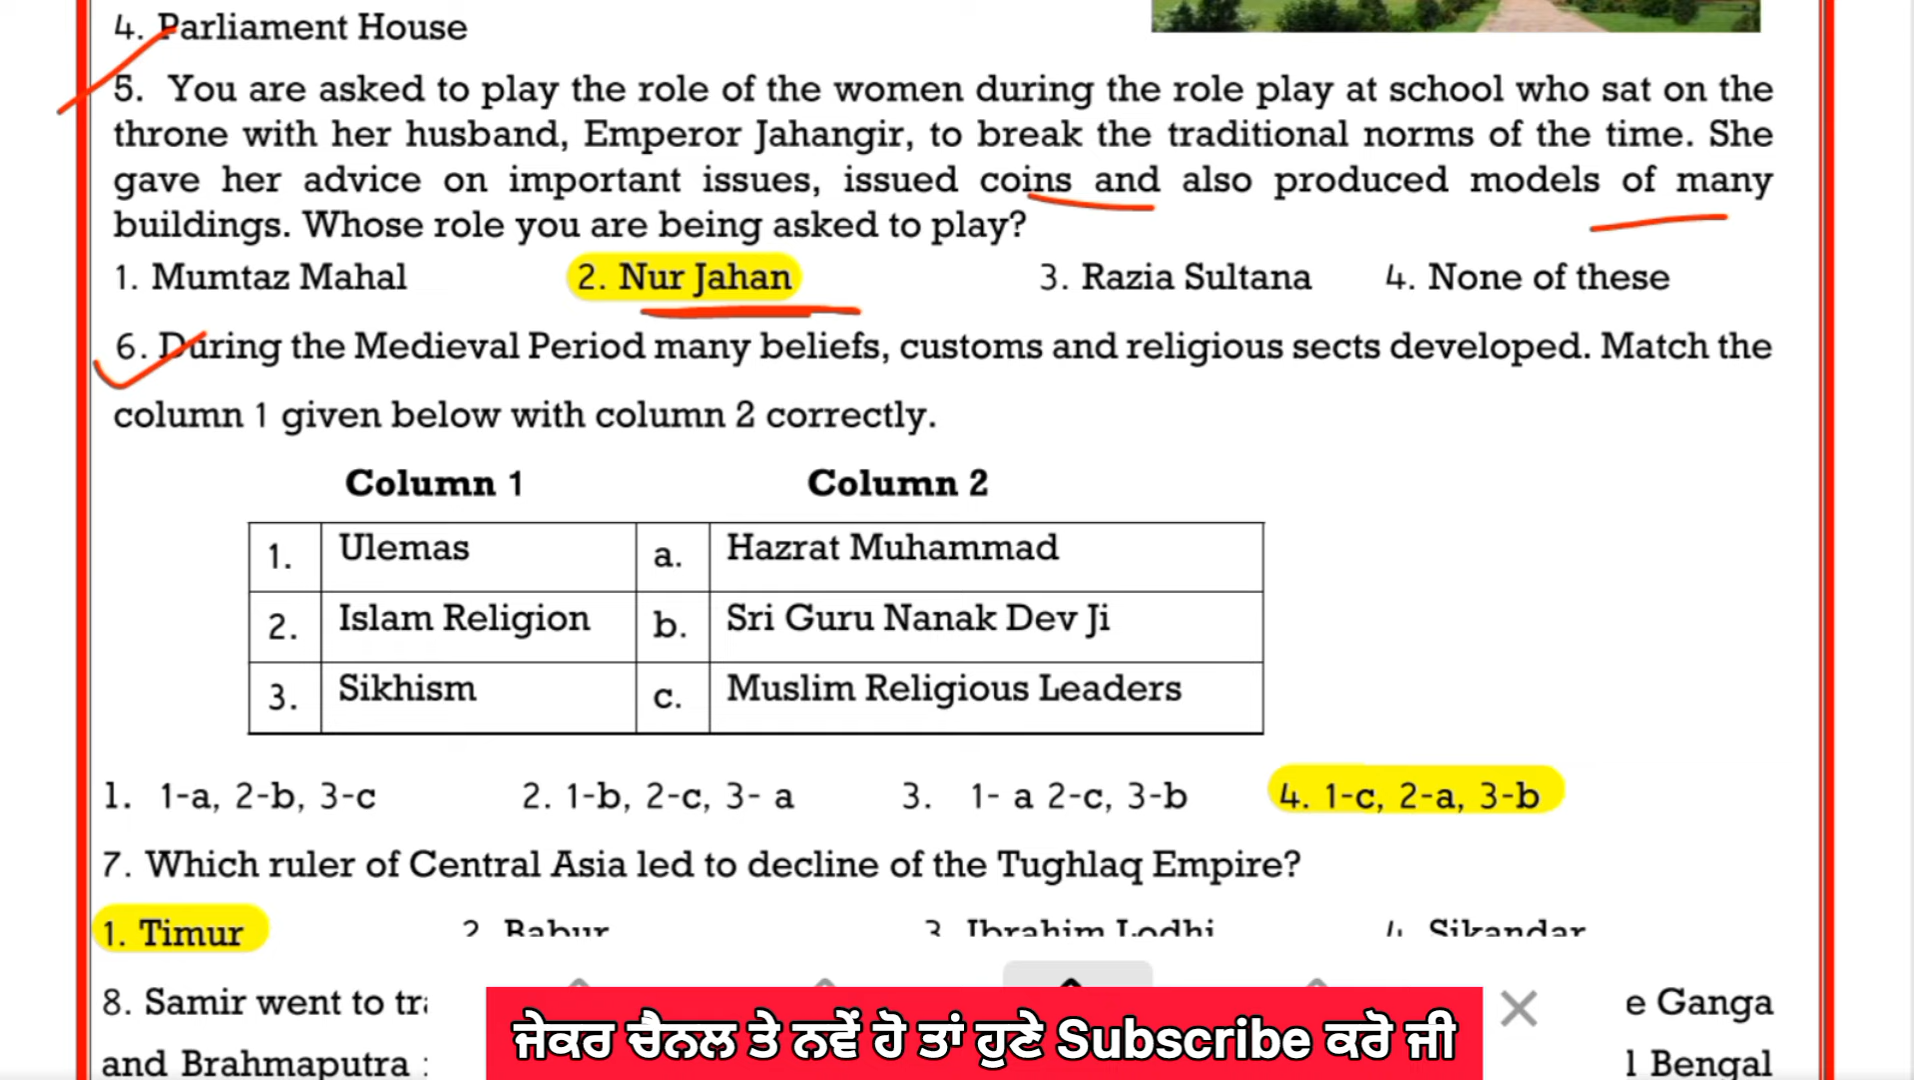 4. Parliament House
5. You are asked to play the role of the women during the role play at school who sat on the
throne with her husband, Emperor Jahangir, to break the traditional norms of the time. She
gave her advice on important issues, issued coins and also produced models of many
buildings. Whose role you are being asked to play?
1. Mumtaz Mahal 2. Nur Jahan 3. Razia Sultana 4. None of these
6. During the Medieval Period many beliefs, customs and religious sects developed. Match the
column 1 given below with column 2 correctly.
Column 1 Column 2
1. Ulemas a. Hazrat Muhammad
2. Islam Religion b. Sri Guru Nanak Dev Ji
3. Sikhism c. Muslim Religious Leaders
1. 1-a, 2-b, 3-c 2. 1-b, 2-c, 3- a 3. 1- a 2-c, 3-b 4. 1-c, 2-a, 3-b
7. Which ruler of Central Asia led to decline of the Tughlaq Empire?
1. Timur 2 Babur 3 Ibrahim Lodhi 4 Sikandar
8. Samir went to e Ganga
and Brahmaputra l Bengal
ਜੇਕਰ ਚੈਨਲ ਤੇ ਨਵੇਂ ਹੋ ਤਾਂ ਹੁਣੇ Subscribe ਕਰੋ ਜੀ